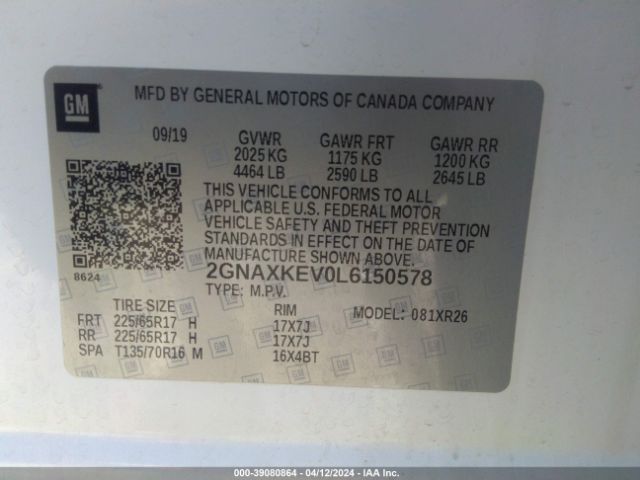 GM
MFD BY GENERAL MOTORS OF CANADA COMPANY
09/19 GVWR GAWR FRT GAWR RR
2025 KG 1175 KG 1200 KG
4464 LB 2590 LB 2645 LB
THIS VEHICLE CONFORMS TO ALL
APPLICABLE U.S. FEDERAL MOTOR
VEHICLE SAFETY AND THEFT PREVENTION
STANDARDS IN EFFECT ON THE DATE OF
MANUFACTURE SHOWN ABOVE.
8624 2GNAXKEV0L6150578
TYPE: M.P.V. MODEL: 081XR26
TIRE SIZE RIM
FRT 225/65R17 H 17X7J
RR 225/65R17 H 17X7J
SPA T135/70R16 M 16X4BT
000-39080864 - 04/12/2024 - IAA Inc.